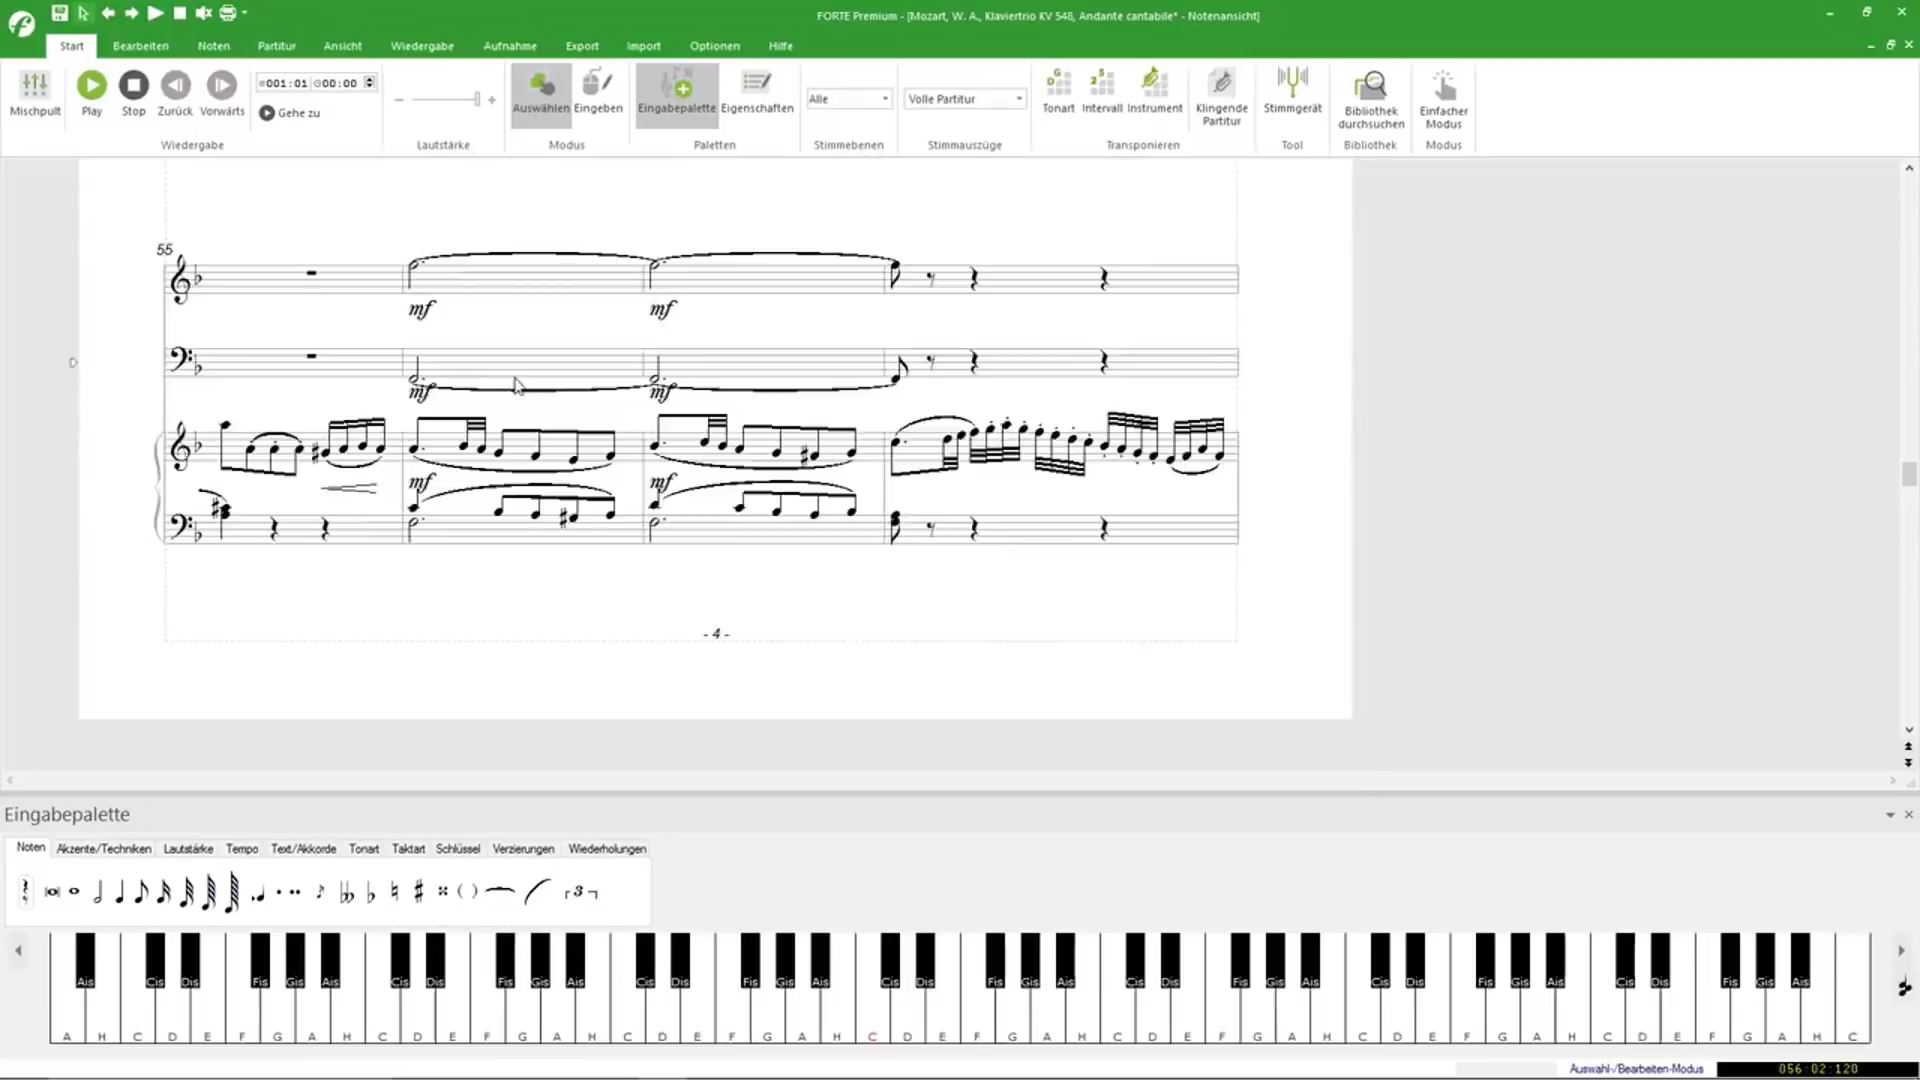 FORTE Premium - [Mozart, W. A., Klaviertrio KV 548, Andante cantabile* - Notenansicht]
Start Bearbeiten Noten Partitur Ansicht Wiedergabe Aufnahme Export Import Optionen Hilfe
001:01 00:00
Gehe zu
Mischpult Play Stop Zurück Vorwärts
Auswählen Eingeben Eingabepalette Eigenschaften
Alle Volle Partitur
Tonart Intervall Instrument Klingende Partitur
Stimmgerät
Bibliothek durchsuchen
Einfacher Modus
Wiedergabe Lautstärke Modus Paletten Stimmebenen Stimmauszüge Transponieren Tool Bibliothek Modus
55
mf mf
mf mf
mf mf
- 4 -
Eingabepalette
Noten Akzente/Techniken Lautstärke Tempo Text/Akkorde Tonart Taktart Schlüssel Verzierungen Wiederholungen
3
Ais Cis Dis Fis Gis Ais Cis Dis Fis Gis Ais Cis Dis Fis Gis Ais Cis Dis Fis Gis Ais Cis Dis Fis Gis Ais Cis Dis Fis Gis Ais Cis Dis Fis Gis Ais
A H C D E F G A H C D E F G A H C D E F G A H C D E F G A H C D E F G A H C D E F G A H C D E F G A H C
Auswahl-/Bearbeiten-Modus 056:02:120